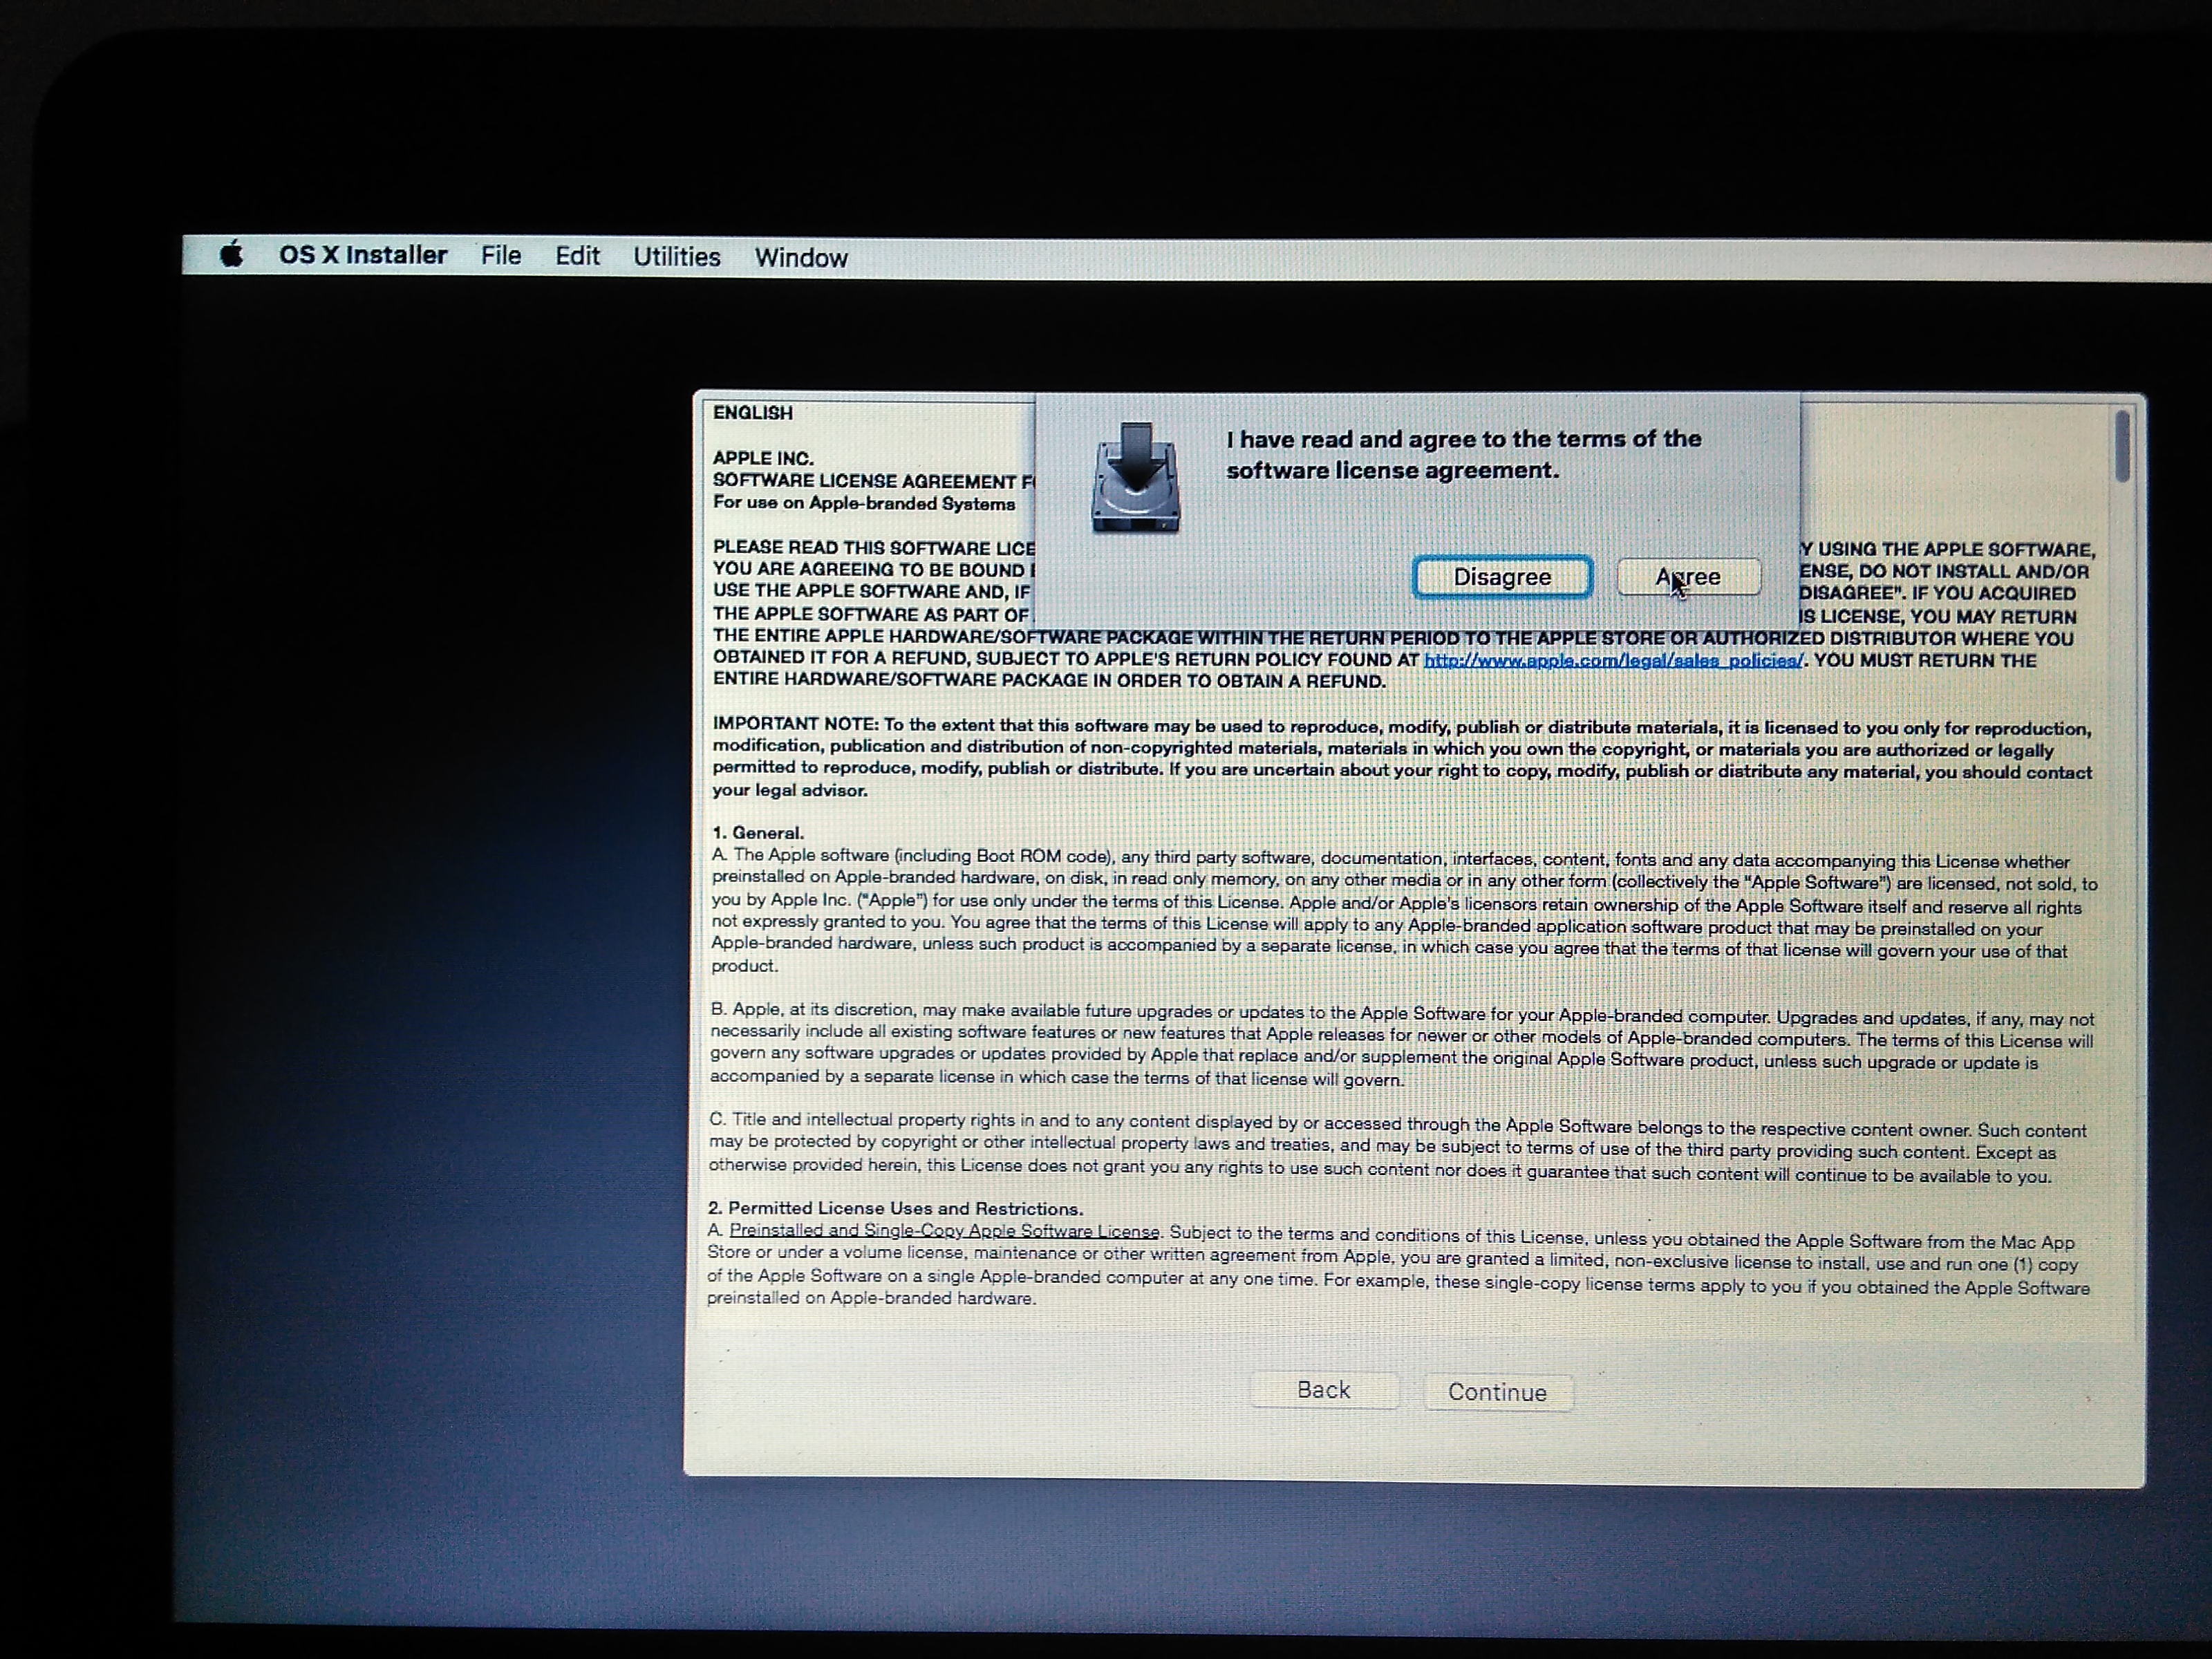 OS X Installer File Edit Utilities Window
I have read and agree to the terms of the
software license agreement.
Disagree Agree
ENGLISH
APPLE INC.
SOFTWARE LICENSE AGREEMENT
For use on Apple-branded Systems
PLEASE READ THIS SOFTWARE Y USING THE APPLE SOFTWARE,
YOU ARE AGREEING TO BE BOUND ENSE, DO NOT INSTALL AND/OR
USE THE APPLE SOFTWARE AND, IF DISAGREE". IF YOU ACQUIRED
THE APPLE SOFTWARE AS PART OF IS LICENSE, YOU MAY RETURN
THE ENTIRE APPLE HARDWARE/SOFTWARE PACKAGE WITHIN THE RETURN PERIOD TO THE APPLE STORE OR AUTHORIZED DISTRIBUTOR WHERE YOU
OBTAINED IT FOR A REFUND, SUBJECT TO APPLE'S RETURN POLICY FOUND AT http://www.apple.com/legal/sales_policies/. YOU MUST RETURN THE
ENTIRE HARDWARE/SOFTWARE PACKAGE IN ORDER TO OBTAIN A REFUND.
IMPORTANT NOTE: To the extent that this software may be used to reproduce, modify, publish or distribute materials, it is licensed to you only for reproduction,
modification, publication and distribution of non-copyrighted materials, materials in which you own the copyright, or materials you are authorized or legally
permitted to reproduce, modify, publish or distribute. If you are uncertain about your right to copy, modify, publish or distribute any material, you should contact
your legal advisor.
1. General.
A. The Apple software (including Boot ROM code), any third party software, documentation, interfaces, content, fonts and any data accompanying this License whether
preinstalled on Apple-branded hardware, on disk, in read only memory, on any other media or in any other form (collectively the "Apple Software") are licensed, not sold, to
you by Apple Inc. ("Apple") for use only under the terms of this License. Apple and/or Apple's licensors retain ownership of the Apple Software itself and reserve all rights
not expressly granted to you. You agree that the terms of this License will apply to any Apple-branded application software product that may be preinstalled on your
Apple-branded hardware, unless such product is accompanied by a separate license, in which case you agree that the terms of that license will govern your use of that
product.
B. Apple, at its discretion, may make available future upgrades or updates to the Apple Software for your Apple-branded computer. Upgrades and updates, if any, may not
necessarily include all existing software features or new features that Apple releases for newer or other models of Apple-branded computers. The terms of this License will
govern any software upgrades or updates provided by Apple that replace and/or supplement the original Apple Software product, unless such upgrade or update is
accompanied by a separate license in which case the terms of that license will govern.
C. Title and intellectual property rights in and to any content displayed by or accessed through the Apple Software belongs to the respective content owner. Such content
may be protected by copyright or other intellectual property laws and treaties, and may be subject to terms of use of the third party providing such content. Except as
otherwise provided herein, this License does not grant you any rights to use such content nor does it guarantee that such content will continue to be available to you.
2. Permitted License Uses and Restrictions.
A. Preinstalled and Single-Copy Apple Software License. Subject to the terms and conditions of this License, unless you obtained the Apple Software from the Mac App
Store or under a volume license, maintenance or other written agreement from Apple, you are granted a limited, non-exclusive license to install, use and run one (1) copy
of the Apple Software on a single Apple-branded computer at any one time. For example, these single-copy license terms apply to you if you obtained the Apple Software
preinstalled on Apple-branded hardware.
Back Continue